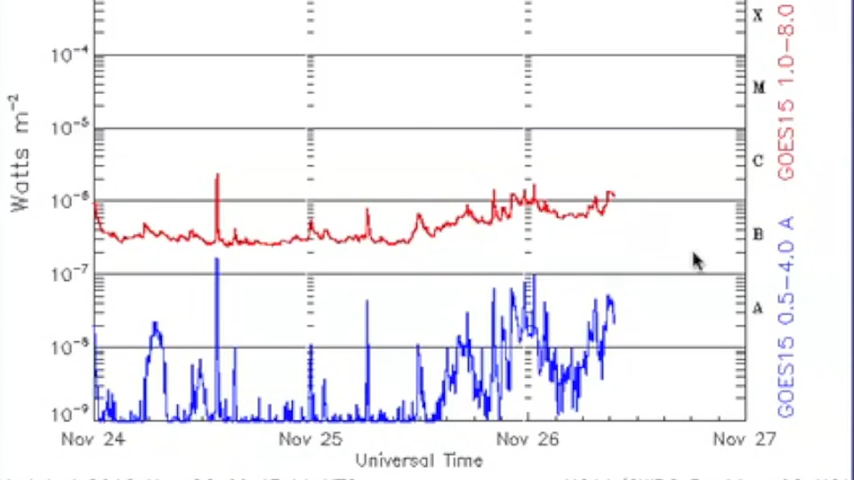 X
10⁻⁴
M
10⁻⁵
C
10⁻⁶
B
10⁻⁷
A
10⁻⁸
10⁻⁹
Watts m⁻²
GOES15 1.0-8.0
GOES15 0.5-4.0 A
Nov 24 Nov 25 Nov 26 Nov 27
Universal Time